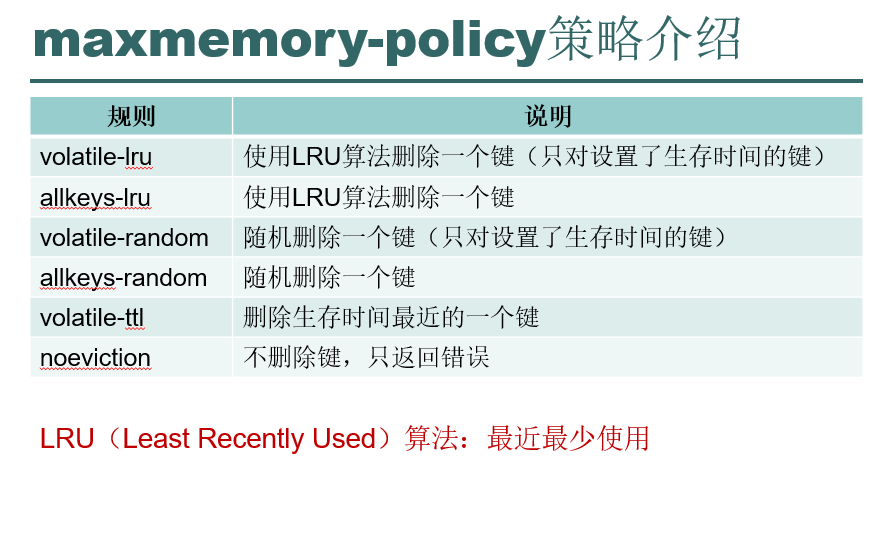 maxmemory-policy策略介绍
规则 说明
volatile-lru 使用LRU算法删除一个键（只对设置了生存时间的键）
allkeys-lru 使用LRU算法删除一个键
volatile-random 随机删除一个键（只对设置了生存时间的键）
allkeys-random 随机删除一个键
volatile-ttl 删除生存时间最近的一个键
noeviction 不删除键，只返回错误
LRU（Least Recently Used）算法：最近最少使用